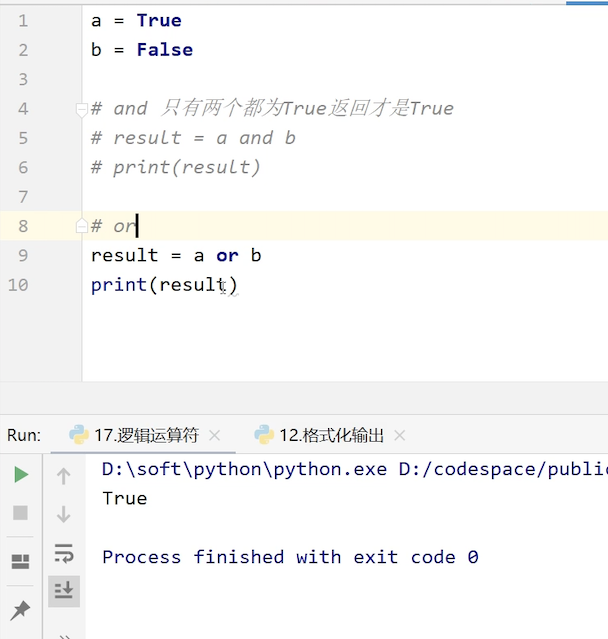 1 a = True
2 b = False
3
4 # and 只有两个都为True返回才是True
5 # result = a and b
6 # print(result)
7
8 # or
9 result = a or b
10 print(result)
Run: 17.逻辑运算符 12.格式化输出
D:\soft\python\python.exe D:/codespace/public
True
Process finished with exit code 0